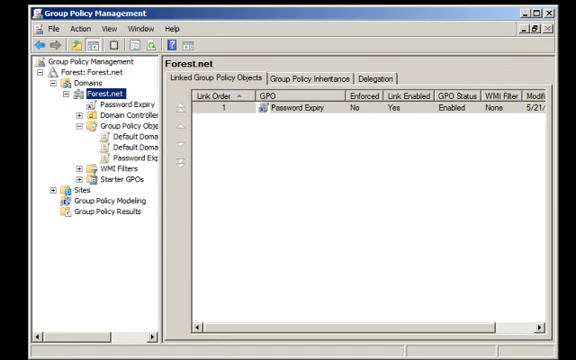 Group Policy Management
File Action View Window Help
Group Policy Management
Forest: Forest.net
Domains
Forest.net
Password Expiry
Domain Controller
Group Policy Obje
Default Doma
Default Doma
Password Exp
WMI Filters
Starter GPOs
Sites
Group Policy Modeling
Group Policy Results
Forest.net
Linked Group Policy Objects Group Policy Inheritance Delegation
Link Order GPO Enforced Link Enabled GPO Status WMI Filter Modifi
1 Password Expiry No Yes Enabled None 5/21/